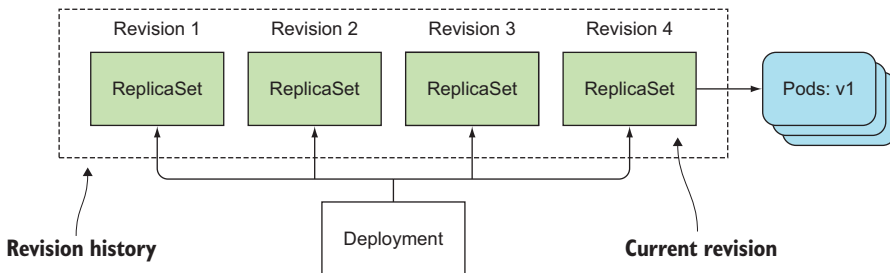 Revision 1
Revision 2
Revision 3
Revision 4
ReplicaSet
ReplicaSet
ReplicaSet
ReplicaSet
Pods: v1
Revision history
Deployment
Current revision